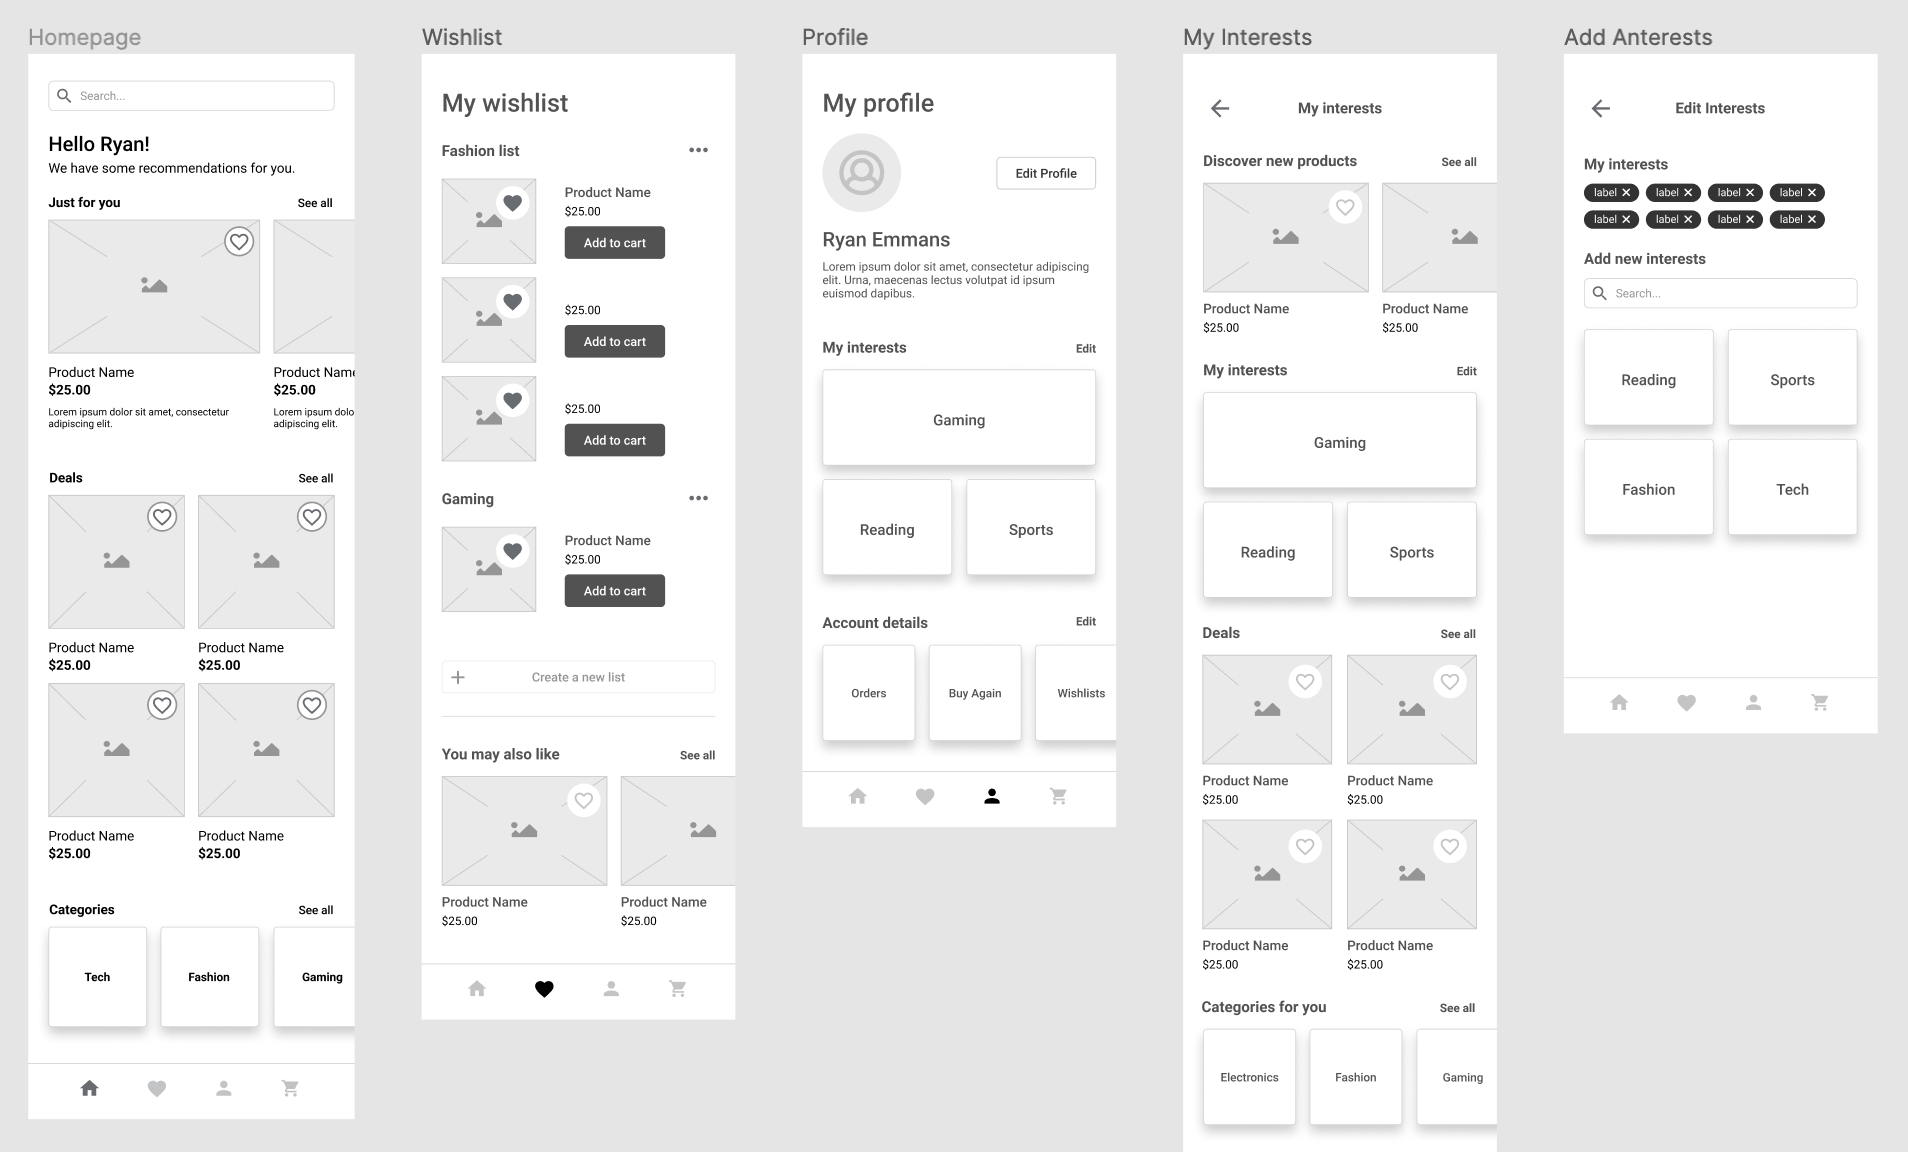 Homepage
Search...
Hello Ryan!
We have some recommendations for you.
Just for you
See all
Product Name
$25.00
Lorem ipsum dolor sit amet, consectetur
adipiscing elit.
Product Name
$25.00
Lorem ipsum dolo
adipiscing elit.
Deals
See all
Product Name
$25.00
Product Name
$25.00
Product Name
$25.00
Product Name
$25.00
Categories
See all
Tech
Fashion
Gaming
Wishlist
My wishlist
Fashion list
Product Name
$25.00
Add to cart
$25.00
Add to cart
$25.00
Add to cart
Gaming
Product Name
$25.00
Add to cart
Create a new list
You may also like
See all
Product Name
$25.00
Product Name
$25.00
Profile
My profile
Edit Profile
Ryan Emmans
Lorem ipsum dolor sit amet, consectetur adipiscing
elit. Urna, maecenas lectus volutpat id ipsum
euismod dapibus.
My interests
Edit
Gaming
Reading
Sports
Account details
Edit
Orders
Buy Again
Wishlists
My Interests
My interests
Discover new products
See all
Product Name
$25.00
Product Name
$25.00
My interests
Edit
Gaming
Reading
Sports
Deals
See all
Product Name
$25.00
Product Name
$25.00
Product Name
$25.00
Product Name
$25.00
Categories for you
See all
Electronics
Fashion
Gaming
Add Anterests
Edit Interests
My interests
label label label label
label label label label
Add new interests
Search...
Reading
Sports
Fashion
Tech